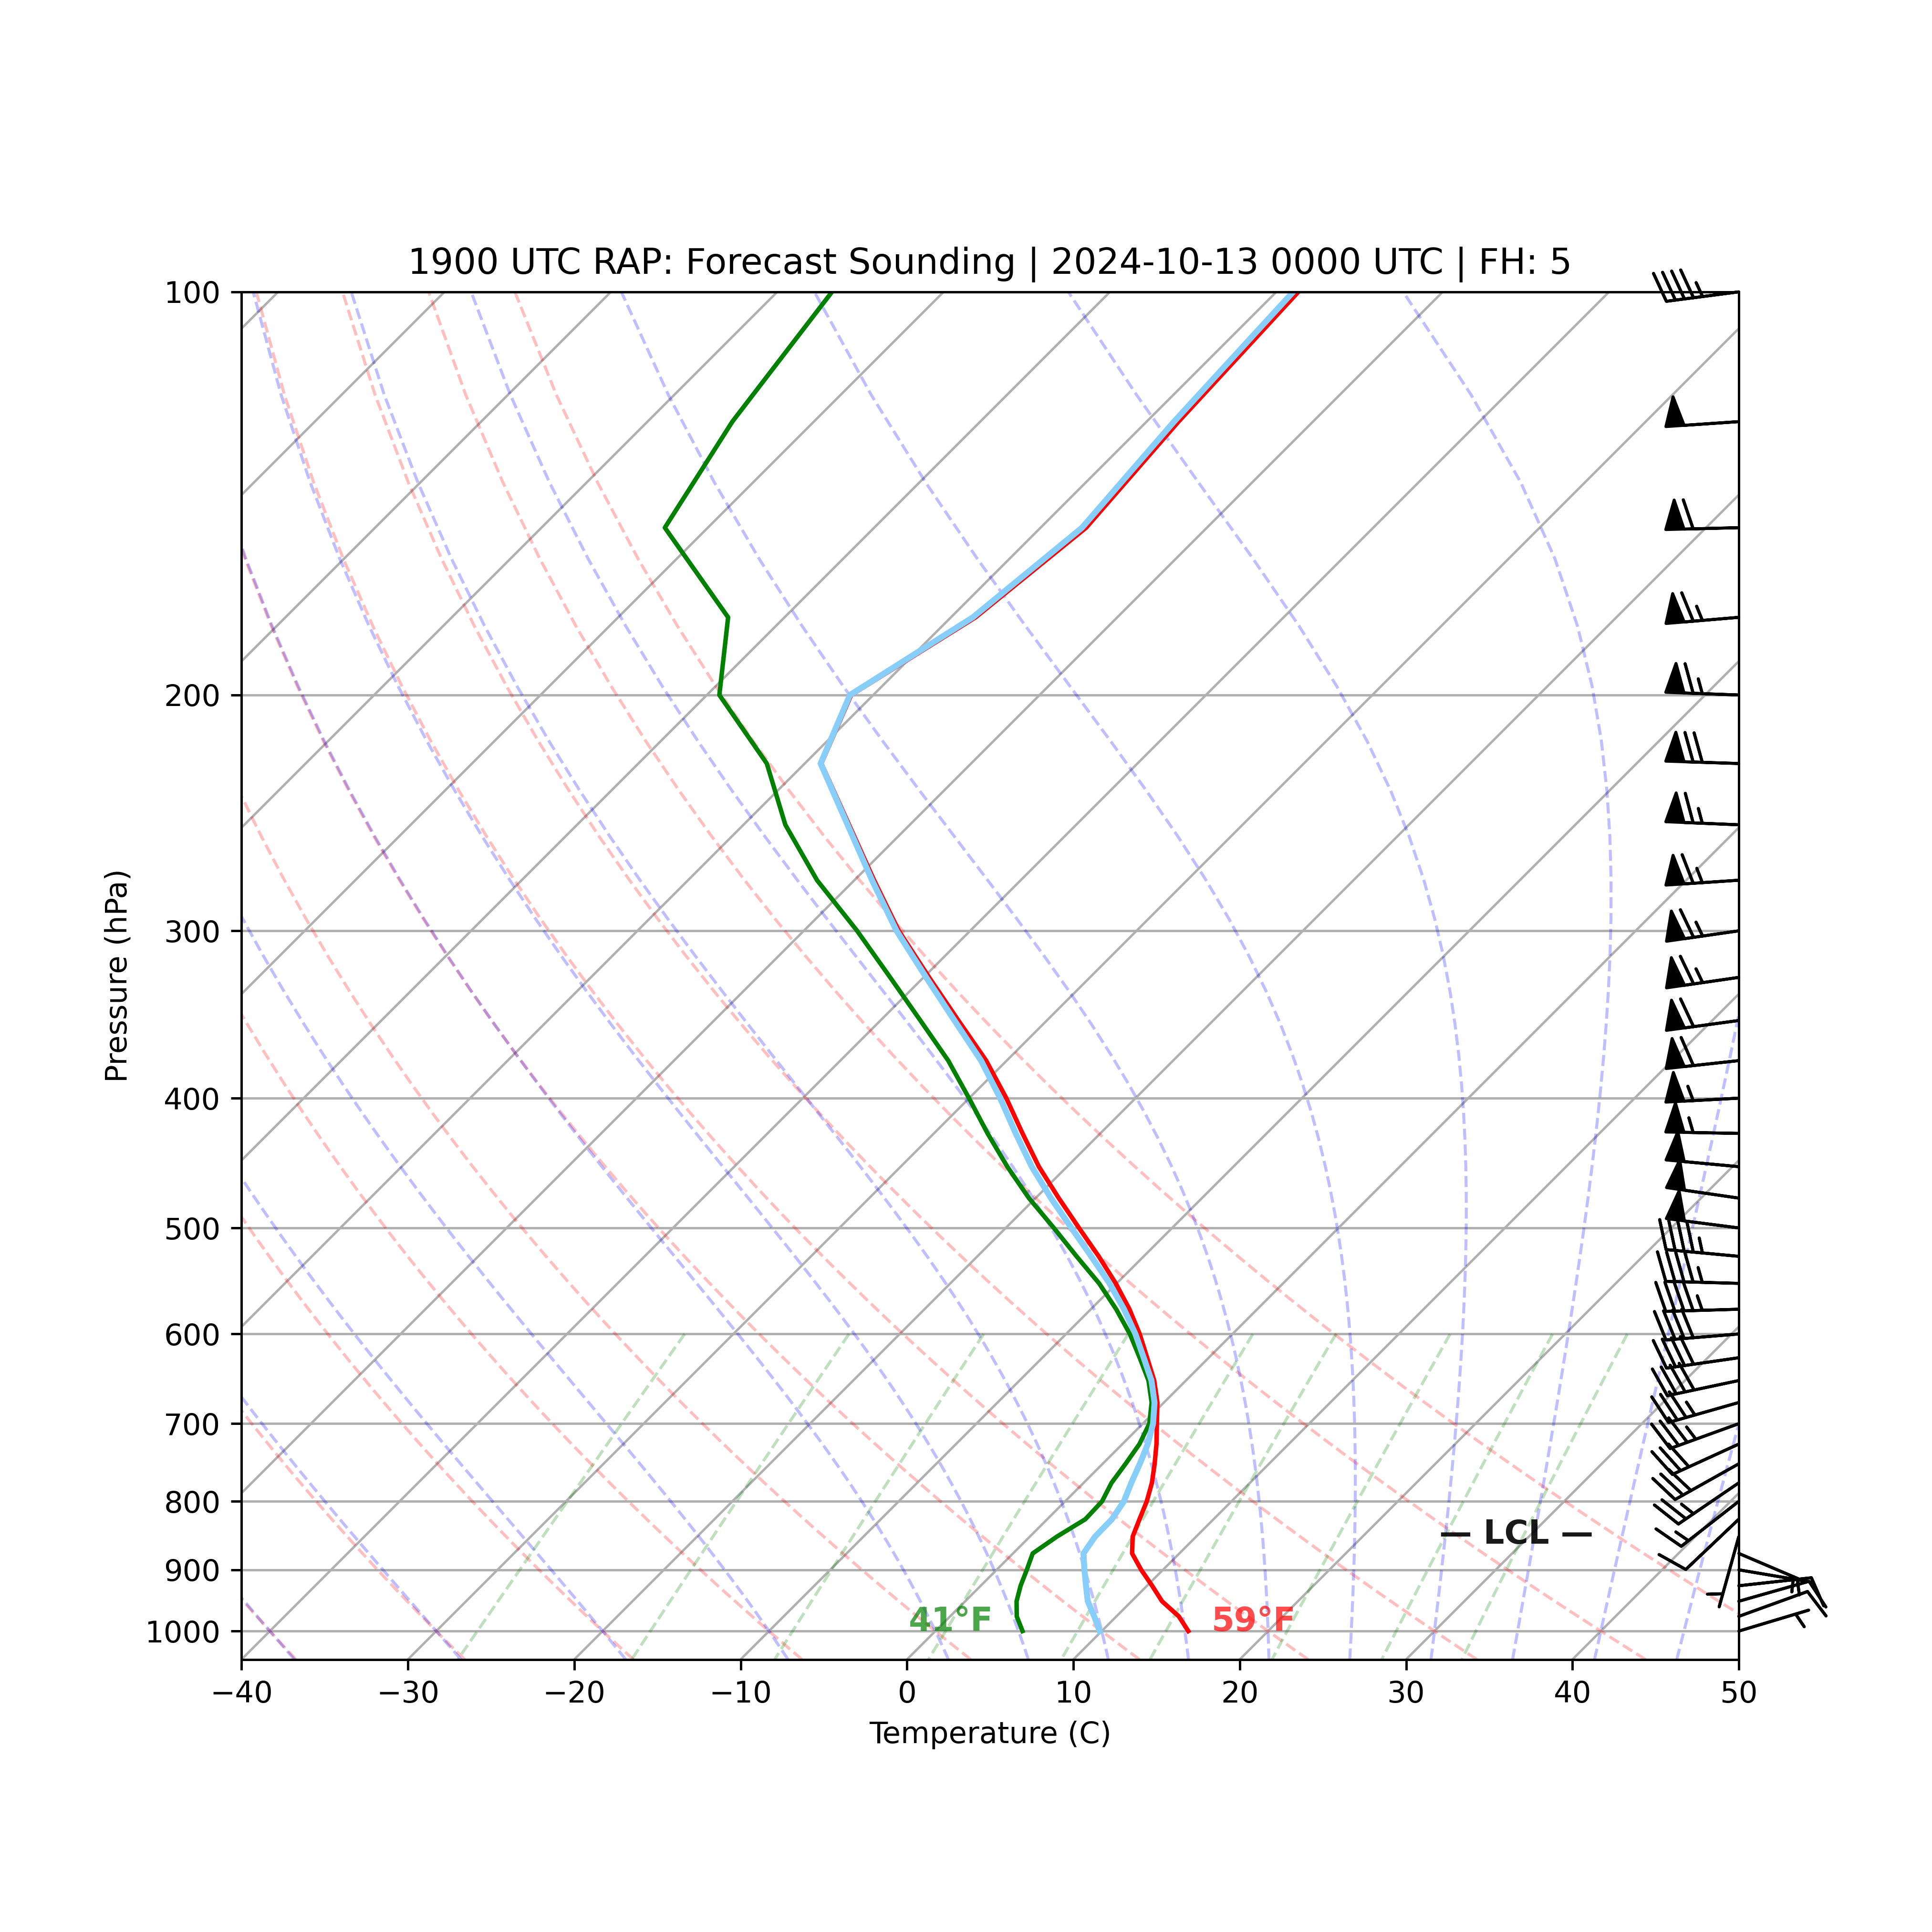 1900 UTC RAP: Forecast Sounding | 2024-10-13 0000 UTC | FH: 5
100
200
300
400
500
600
700
800
900
1000
Pressure (hPa)
— LCL —
41°F
59°F
−40 −30 −20 −10 0 10 20 30 40 50
Temperature (C)